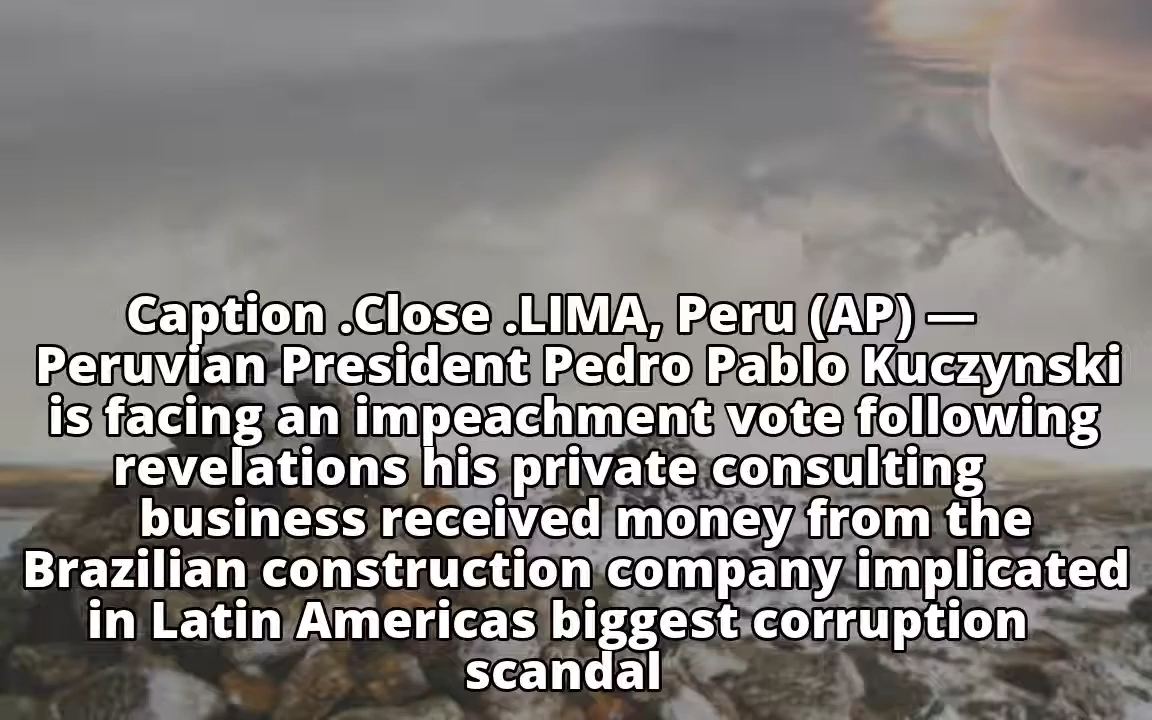 Caption .Close .LIMA, Peru (AP) —
Peruvian President Pedro Pablo Kuczynski
is facing an impeachment vote following
revelations his private consulting
business received money from the
Brazilian construction company implicated
in Latin Americas biggest corruption
scandal